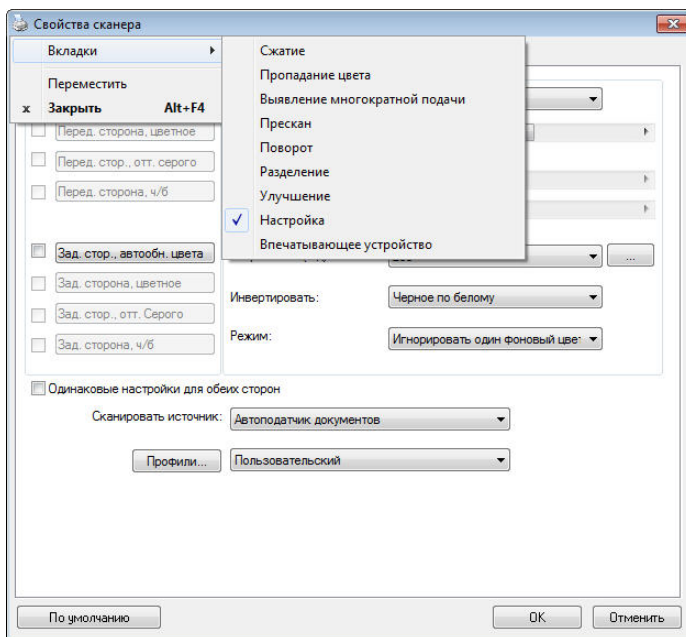 Свойства сканера
Вкладки
Переместить
x Закрыть Alt+F4
Сжатие
Пропадание цвета
Выявление многократной подачи
Прескан
Поворот
Разделение
Улучшение
Настройка
Впечатывающее устройство
Перед. сторона, цветное
Перед. стор., отт. серого
Перед. сторона, ч/б
Зад. стор., автообн. цвета
...
Зад. сторона, цветное
Инвертировать: Черное по белому
Зад. стор., отт. Серого
Режим: Игнорировать один фоновый цвет
Зад. сторона, ч/б
Одинаковые настройки для обеих сторон
Сканировать источник: Автоподатчик документов
Профили... Пользовательский
По умолчанию OK Отменить